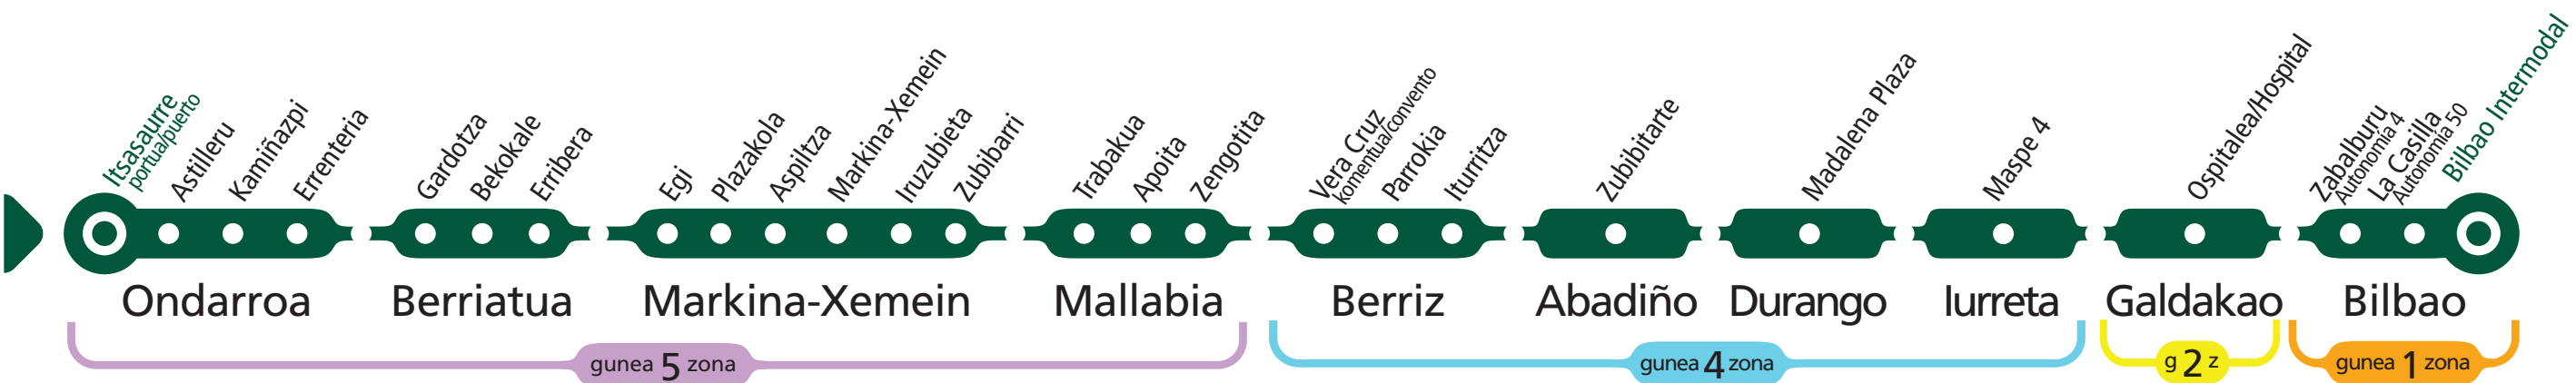 Itsasaurre
portua/puerto
Astilleru
Kamiñazpi
Errenteria
Gardotza
Bekokale
Erribera
Egi
Plazakola
Aspiltza
Markina-Xemein
Iruzubieta
Zubibarri
Trabakua
Apoita
Zengotita
Vera Cruz
komentua/convento
Parrokia
Iturritza
Zubibitarte
Madalena Plaza
Maspe 4
Ospitalea/Hospital
Zabalburu
Autonomía 4
La Casilla
Autonomía 50
Bilbao Intermodal
Ondarroa
Berriatua
Markina-Xemein
Mallabia
Berriz
Abadiño
Durango
Iurreta
Galdakao
Bilbao
gunea 5 zona
gunea 4 zona
g 2 z
gunea 1 zona